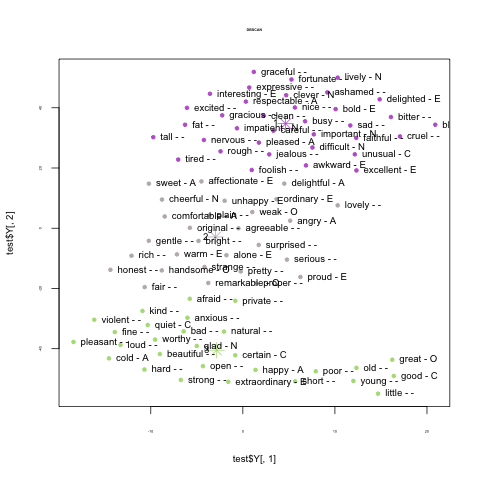 DBSCAN
graceful - -
fortunate - -
lively - N
expressive - -
interesting - E
clever - N
ashamed - -
respectable - A
delighted - E
excited - -
nice - -
bold - E
gracious - -
clean - -
bitter - -
fat - -
busy - -
sad - -
bl
impatient - N
careful - -
important - N
tall - -
nervous - -
pleased - A
faithful - -
cruel - -
difficult - N
rough - -
jealous - -
unusual - C
tired - -
awkward - E
foolish - -
excellent - E
sweet - A
affectionate - E
delightful - A
cheerful - N
unhappy - E
ordinary - E
lovely - -
comfortable - A
plain - -
weak - O
angry - A
original - -
agreeable - -
2
gentle - -
bright - -
surprised - -
rich - -
warm - E
alone - E
serious - -
honest - -
handsome - C
strange - -
pretty - -
proud - E
remarkable - -
proper - -
fair - -
afraid - -
private - -
kind - -
violent - -
anxious - -
quiet - C
fine - -
bad - -
natural - -
pleasant - -
loud - -
worthy - -
glad - N
cold - A
beautiful - -
certain - C
great - O
hard - -
open - -
happy - A
poor - -
old - -
good - C
strong - -
extraordinary - E
short - -
young - -
little - -
test$Y[, 1]
test$Y[, 2]